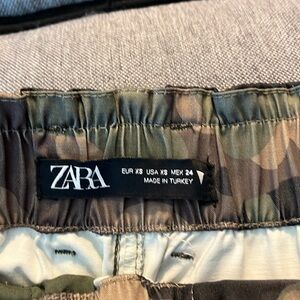 ZARA
EUR XS USA XS MEX 24
MADE IN TURKEY